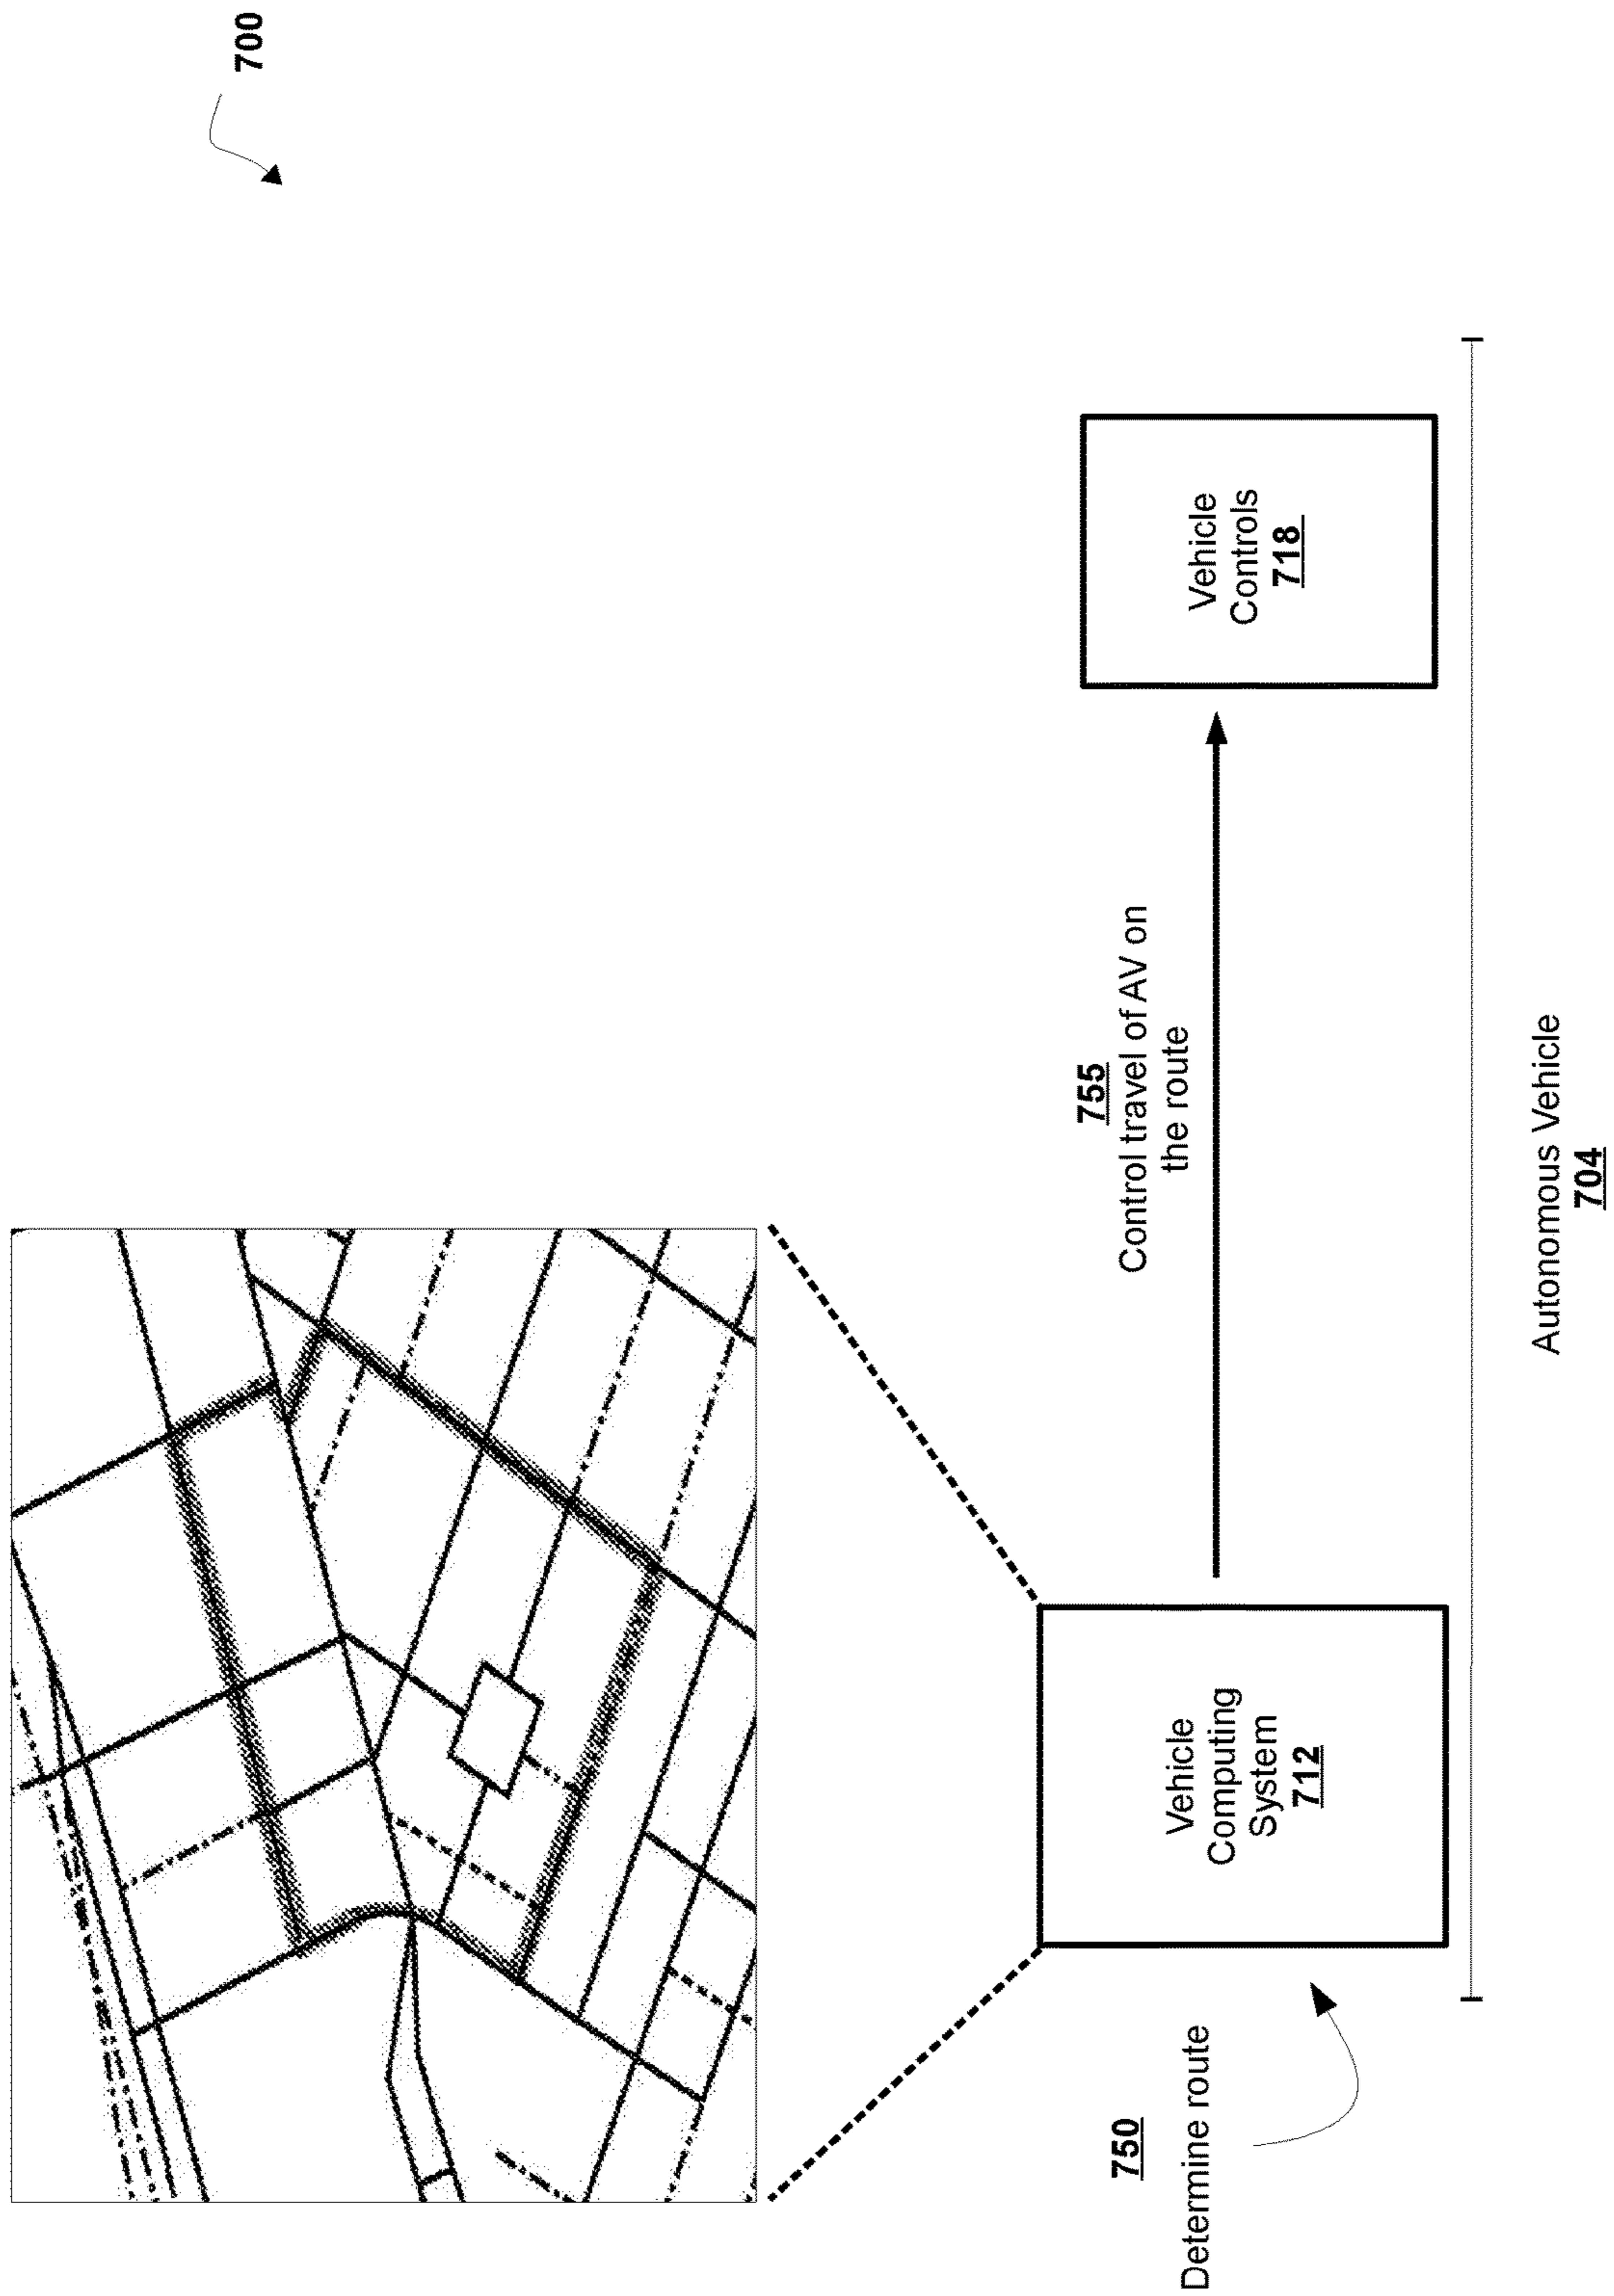 700
750
Determine route
Vehicle
Computing
System
712
755
Control travel of AV on
the route
Vehicle
Controls
718
Autonomous Vehicle
704